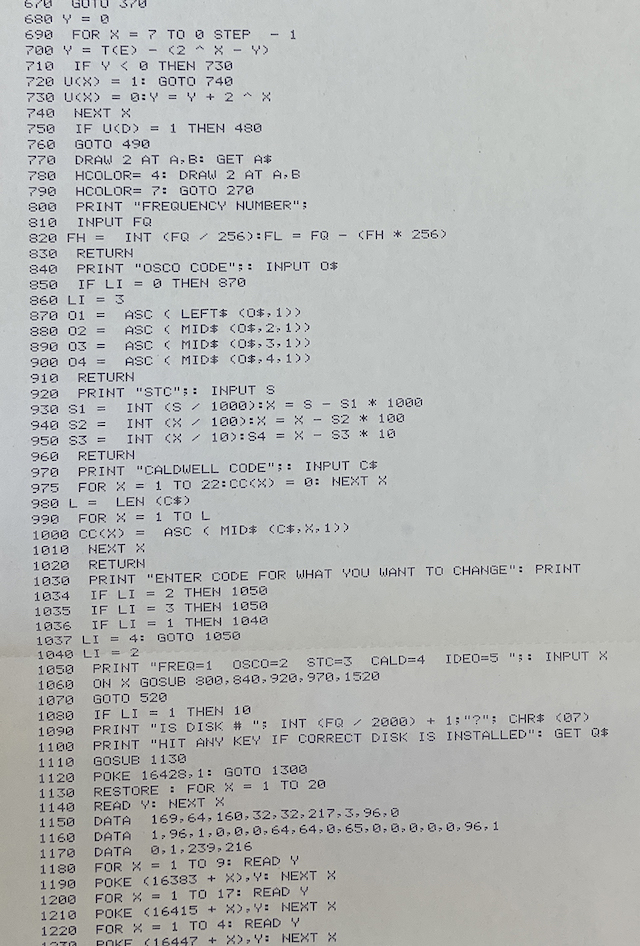 670  GOTO 370
680 Y = 0
690  FOR X = 7 TO 0 STEP  - 1
700 Y = T(E) - (2 ^ X - Y)
710  IF Y < 0 THEN 730
720 U(X) = 1: GOTO 740
730 U(X) = 0:Y = Y + 2 ^ X
740  NEXT X
750  IF U(D) = 1 THEN 480
760  GOTO 490
770  DRAW 2 AT A,B: GET A$
780  HCOLOR= 4: DRAW 2 AT A,B
790  HCOLOR= 7: GOTO 270
800  PRINT "FREQUENCY NUMBER";
810  INPUT FQ
820 FH =  INT (FQ / 256):FL = FQ - (FH * 256)
830  RETURN
840  PRINT "OSCO CODE";: INPUT O$
850  IF LI = 0 THEN 870
860 LI = 3
870 O1 =  ASC ( LEFT$ (O$,1))
880 O2 =  ASC ( MID$ (O$,2,1))
890 O3 =  ASC ( MID$ (O$,3,1))
900 O4 =  ASC ( MID$ (O$,4,1))
910  RETURN
920  PRINT "STC";: INPUT S
930 S1 =  INT (S / 1000):X = S - S1 * 1000
940 S2 =  INT (X / 100):X = X - S2 * 100
950 S3 =  INT (X / 10):S4 = X - S3 * 10
960  RETURN
970  PRINT "CALDWELL CODE";: INPUT C$
975  FOR X = 1 TO 22:CC(X) = 0: NEXT X
980 L =  LEN (C$)
990  FOR X = 1 TO L
1000 CC(X) =  ASC ( MID$ (C$,X,1))
1010  NEXT X
1020  RETURN
1030  PRINT "ENTER CODE FOR WHAT YOU WANT TO CHANGE": PRINT
1034  IF LI = 2 THEN 1050
1035  IF LI = 3 THEN 1050
1036  IF LI = 1 THEN 1040
1037 LI = 4: GOTO 1050
1040 LI = 2
1050  PRINT "FREQ=1  OSCO=2  STC=3  CALD=4  IDEO=5 ";: INPUT X
1060  ON X GOSUB 800,840,920,970,1520
1070  GOTO 520
1080  IF LI = 1 THEN 10
1090  PRINT "IS DISK # "; INT (FQ / 2000) + 1;"?"; CHR$ (07)
1100  PRINT "HIT ANY KEY IF CORRECT DISK IS INSTALLED": GET Q$
1110  GOSUB 1130
1120  POKE 16428,1: GOTO 1300
1130  RESTORE : FOR X = 1 TO 20
1140  READ Y: NEXT X
1150  DATA  169,64,160,32,32,217,3,96,0
1160  DATA  1,96,1,0,0,0,64,64,0,65,0,0,0,0,0,96,1
1170  DATA  0,1,239,216
1180  FOR X = 1 TO 9: READ Y
1190  POKE (16383 + X),Y: NEXT X
1200  FOR X = 1 TO 17: READ Y
1210  POKE (16415 + X),Y: NEXT X
1220  FOR X = 1 TO 4: READ Y
1230  POKE (16447 + X),Y: NEXT X